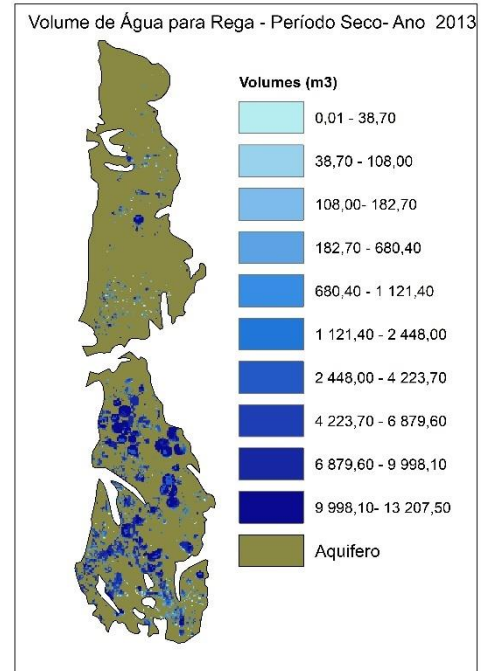 Volume de Água para Rega - Período Seco- Ano 2013
Volumes (m3)
0,01 - 38,70
38,70 - 108,00
108,00- 182,70
182,70 - 680,40
680,40 - 1 121,40
1 121,40 - 2 448,00
2 448,00 - 4 223,70
4 223,70 - 6 879,60
6 879,60 - 9 998,10
9 998,10- 13 207,50
Aquifero